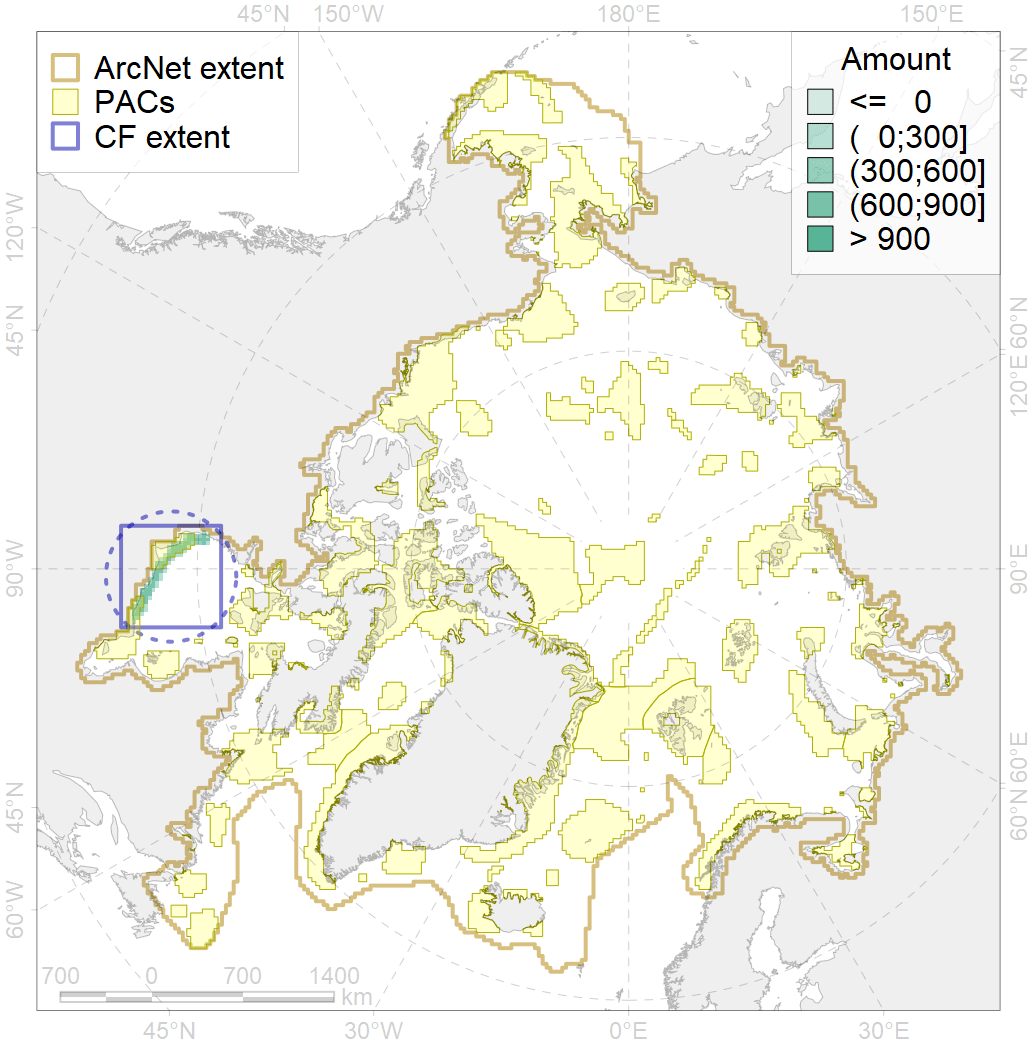 45°N 150°W 180°E 150°E
ArcNet extent
PACs
CF extent
Amount
<= 0
( 0;300]
(300;600]
(600;900]
> 900
45°N
120°W
45°N
90°W
45°N
60°W
60°N
120°E
90°E
60°E
60°N
700 0 700 1400
km
45°N 30°W 0°E 30°E